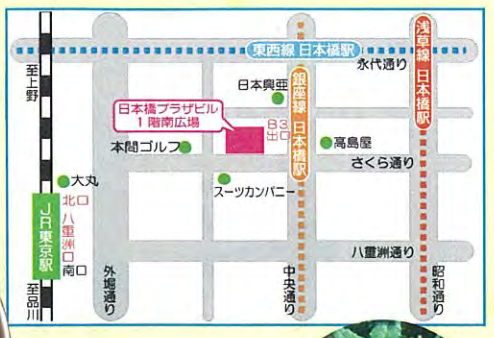 東西線 日本橋駅
永代通り
浅草線 日本橋駅
至上野
日本興亜
銀座線 日本橋駅
日本橋プラザビル
1階南広場
B3
出口
本間ゴルフ
高島屋
さくら通り
大丸
スーツカンパニー
JR東京駅
北口
八重洲口
南口
八重洲通り
至品川
外堀通り
中央通り
昭和通り